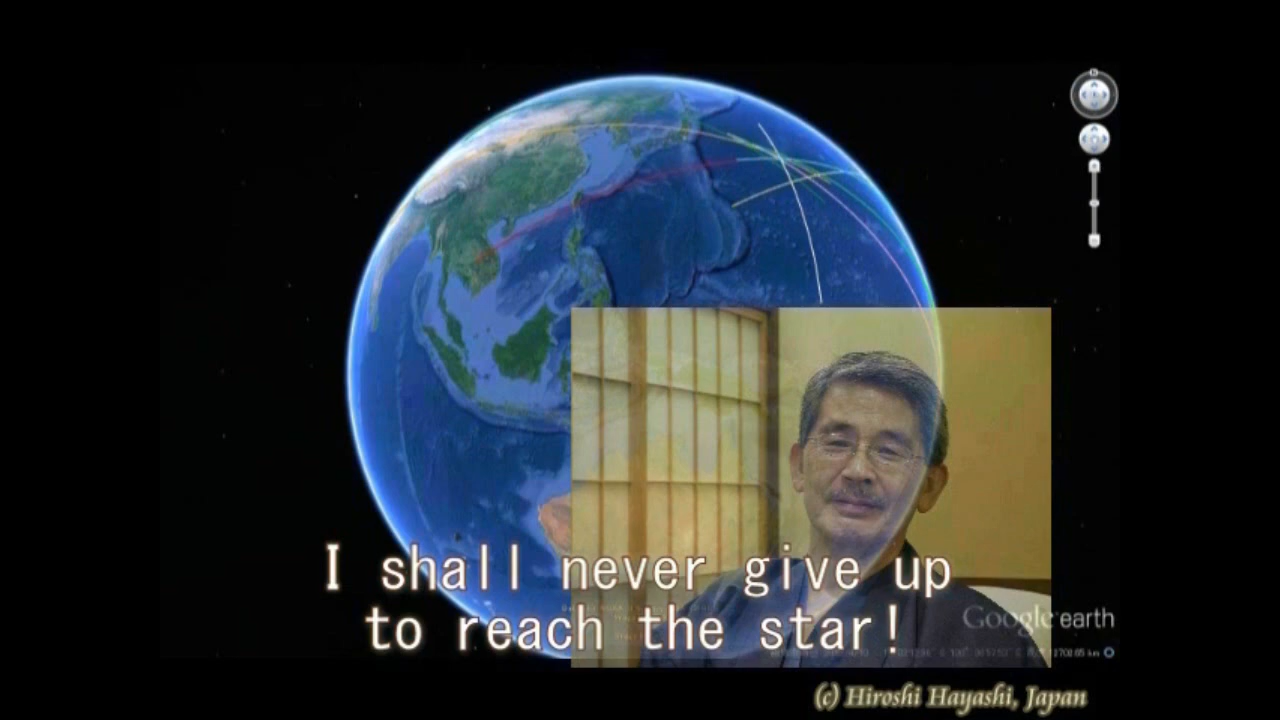 I shall never give up
to reach the star!
Google earth
(c) Hiroshi Hayashi, Japan